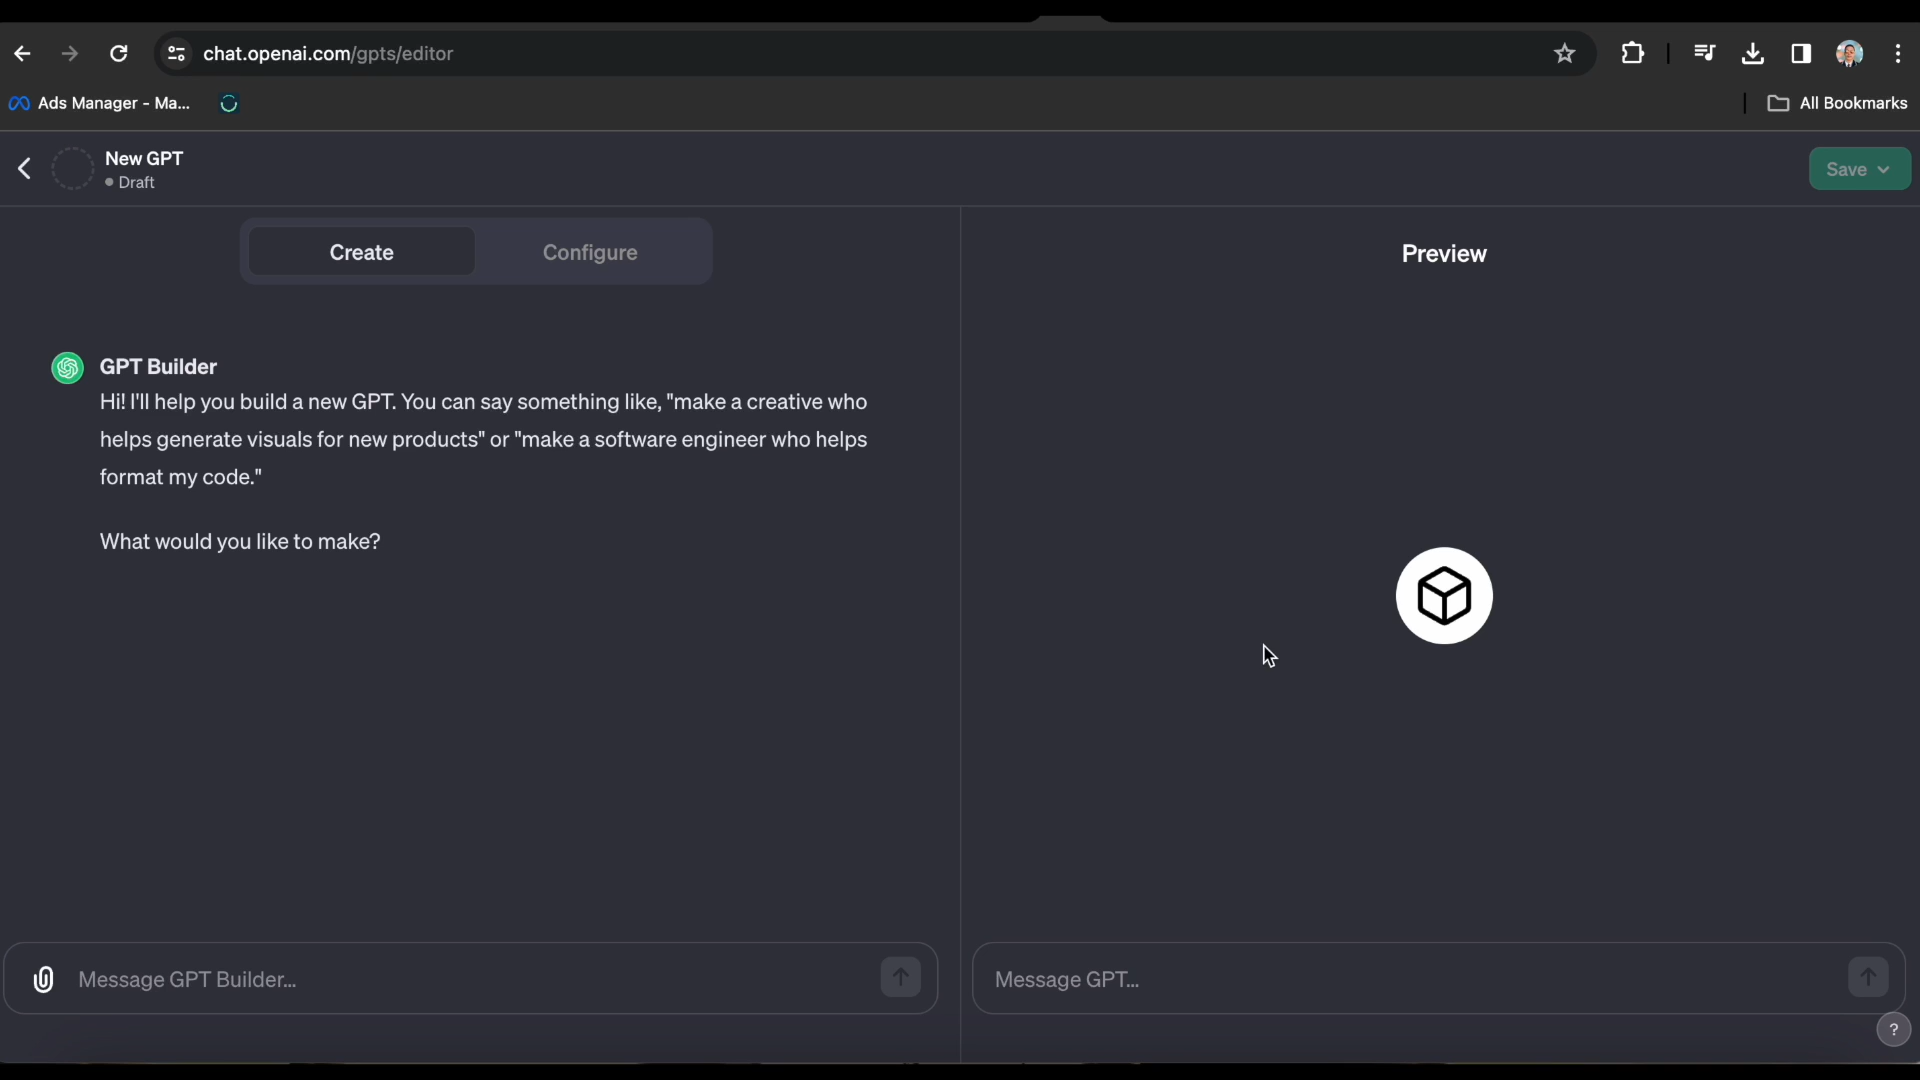 chat.openai.com/gpts/editor
Ads Manager - Ma...
All Bookmarks
New GPT
Draft
Save
Create
Configure
Preview
GPT Builder
Hi! I'll help you build a new GPT. You can say something like, "make a creative who
helps generate visuals for new products" or "make a software engineer who helps
format my code."
What would you like to make?
Message GPT Builder...
Message GPT...
?